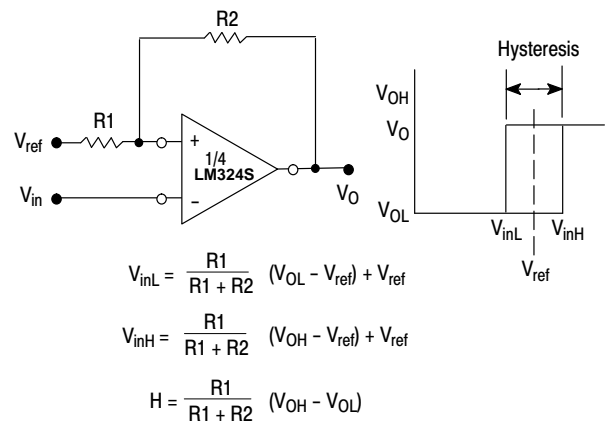 R2
Hysteresis
R1
V_ref
+
1/4
LM324S
V_OH
V_O
V_in
–
V_O
V_OL
V_inL
V_inH
V_ref
V_inL = R1 / (R1 + R2) (V_OL – V_ref) + V_ref
V_inH = R1 / (R1 + R2) (V_OH – V_ref) + V_ref
H = R1 / (R1 + R2) (V_OH – V_OL)